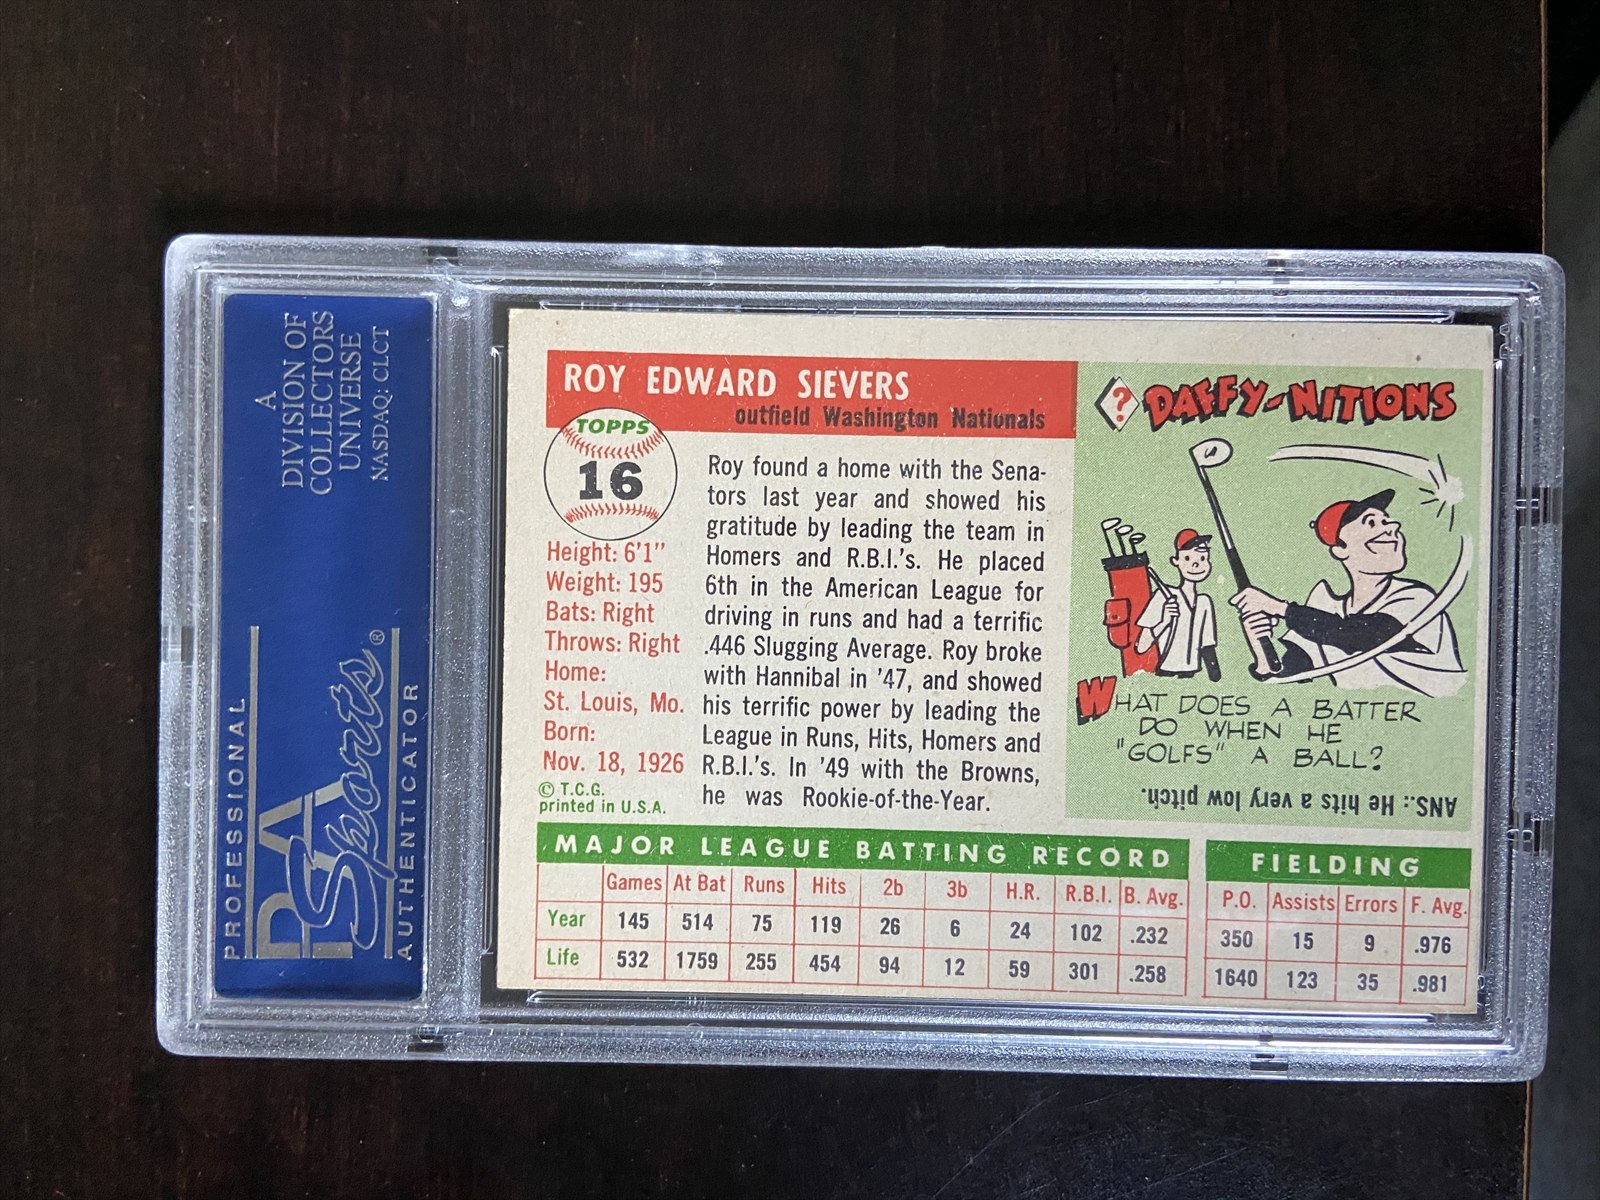 A
DIVISION OF
COLLECTORS
UNIVERSE
NASDAQ: CLCT
PROFESSIONAL
PSA
Sports®
AUTHENTICATOR
ROY EDWARD SIEVERS
outfield Washington Nationals
TOPPS
16
Height: 6'1"
Weight: 195
Bats: Right
Throws: Right
Home:
St. Louis, Mo.
Born:
Nov. 18, 1926
© T.C.G.
printed in U.S.A.
Roy found a home with the Sena-
tors last year and showed his
gratitude by leading the team in
Homers and R.B.I.'s. He placed
6th in the American League for
driving in runs and had a terrific
.446 Slugging Average. Roy broke
with Hannibal in '47, and showed
his terrific power by leading the
League in Runs, Hits, Homers and
R.B.I.'s. In '49 with the Browns,
he was Rookie-of-the-Year.
? DAFFY-NITIONS
WHAT DOES A BATTER
DO WHEN HE
"GOLFS" A BALL?
ANS.: He hits a very low pitch.
MAJOR LEAGUE BATTING RECORD
Games At Bat Runs Hits 2b 3b H.R. R.B.I. B. Avg.
Year 145 514 75 119 26 6 24 102 .232
Life 532 1759 255 454 94 12 59 301 .258
FIELDING
P.O. Assists Errors F. Avg.
350 15 9 .976
1640 123 35 .981